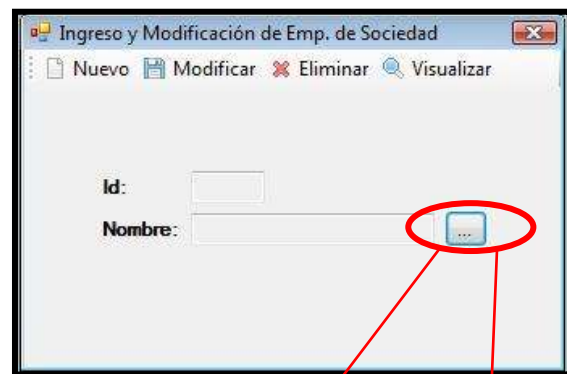 Ingreso y Modificación de Emp. de Sociedad
Nuevo Modificar Eliminar Visualizar
Id:
Nombre: ...